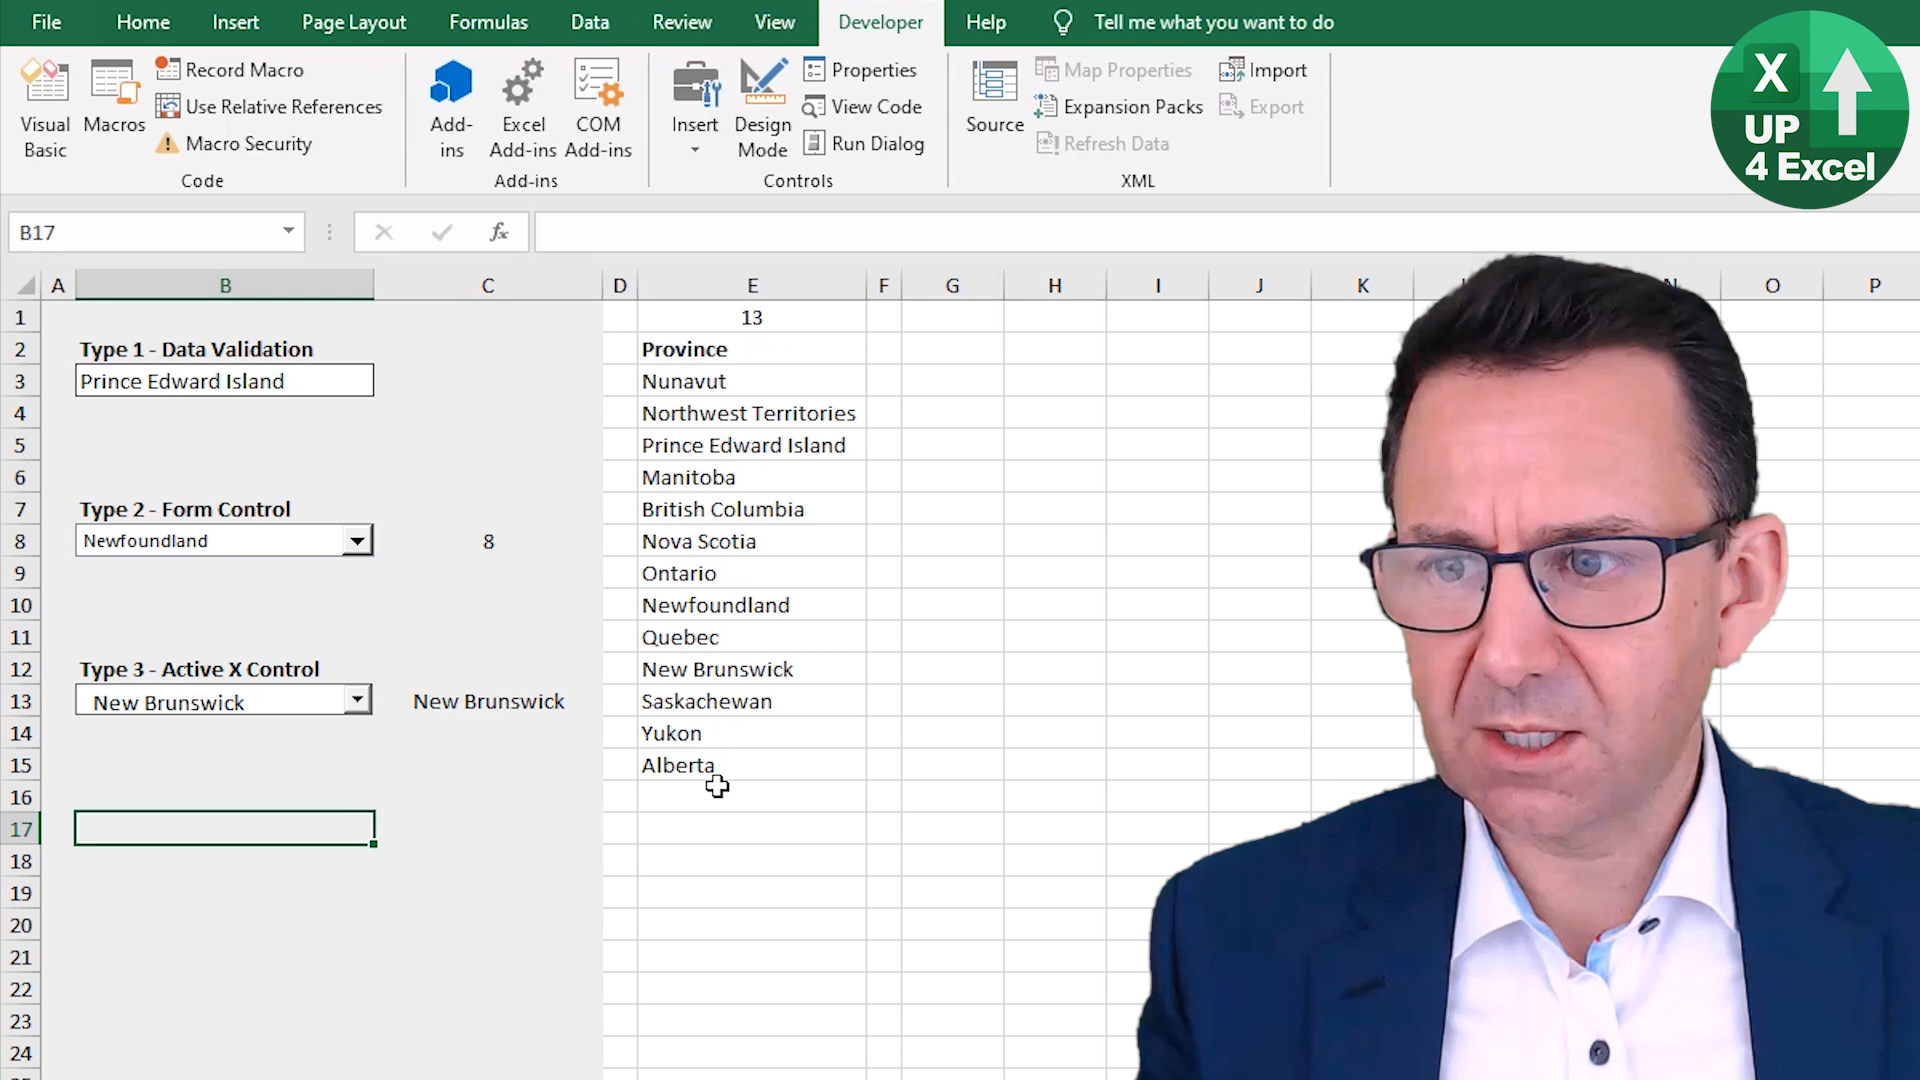 File Home Insert Page Layout Formulas Data Review View Developer Help Tell me what you want to do
Visual Basic
Macros
Record Macro
Use Relative References
Macro Security
Code
Add-ins
Excel Add-ins
COM Add-ins
Add-ins
Insert
Design Mode
Properties
View Code
Run Dialog
Controls
Source
Map Properties
Expansion Packs
Refresh Data
Import
Export
XML
X
UP
4 Excel
B17
fx
A B C D E F G H I J K N O P
1 13
2 Type 1 - Data Validation Province
3 Prince Edward Island Nunavut
4 Northwest Territories
5 Prince Edward Island
6 Manitoba
7 Type 2 - Form Control British Columbia
8 Newfoundland 8 Nova Scotia
9 Ontario
10 Newfoundland
11 Quebec
12 Type 3 - Active X Control New Brunswick
13 New Brunswick New Brunswick Saskachewan
14 Yukon
15 Alberta
16
17
18
19
20
21
22
23
24